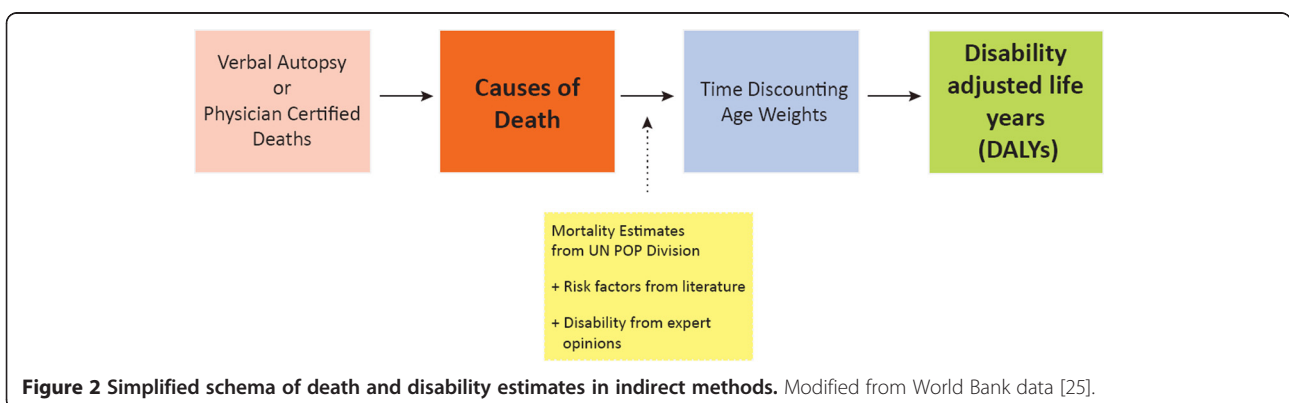 Verbal Autopsy
or
Physician Certified
Deaths
Causes of
Death
Time Discounting
Age Weights
Disability
adjusted life
years
(DALYs)
Mortality Estimates
from UN POP Division
+ Risk factors from literature
+ Disability from expert
opinions
Figure 2 Simplified schema of death and disability estimates in indirect methods. Modified from World Bank data [25].